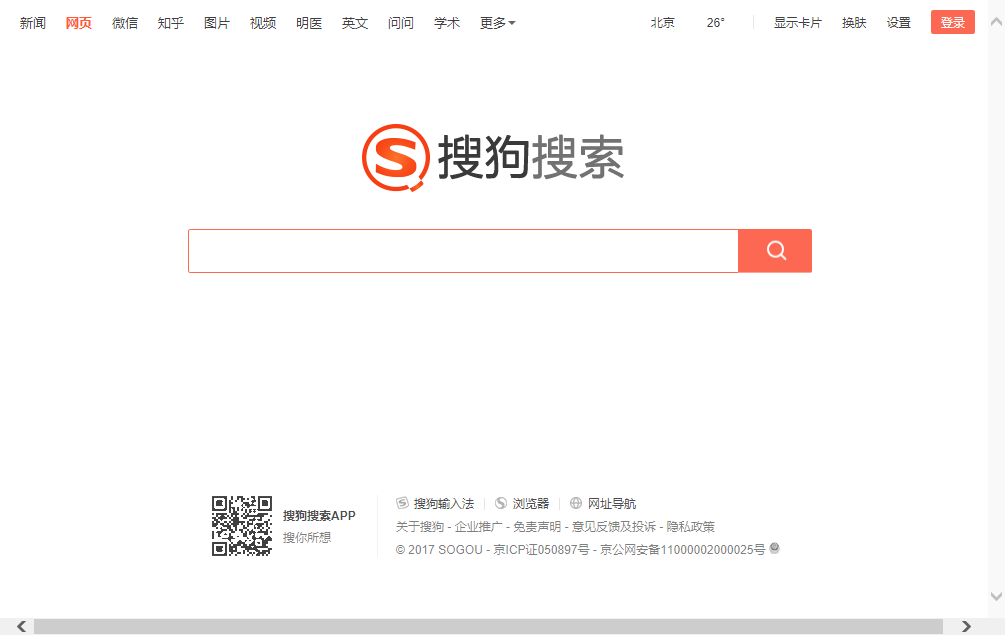 新闻 网页 微信 知乎 图片 视频 明医 英文 问问 学术 更多 北京 26° 显示卡片 换肤 设置 登录
搜狗搜索
搜狗输入法 浏览器 网址导航
搜狗搜索APP
关于搜狗 - 企业推广 - 免责声明 - 意见反馈及投诉 - 隐私政策
搜你所想
© 2017 SOGOU - 京ICP证050897号 - 京公网安备11000002000025号